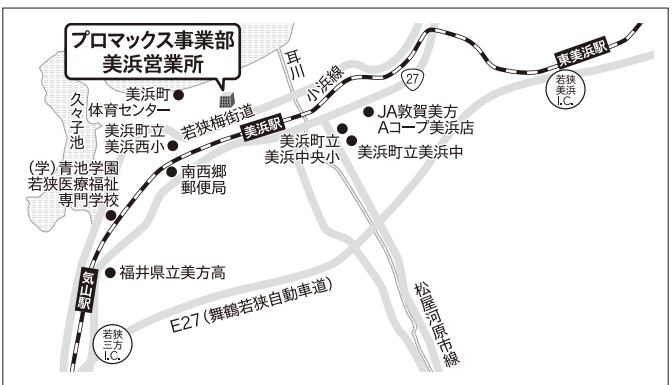 プロマックス事業部
美浜営業所
耳川
小浜線
27
東美浜駅
若狭
美浜
I.C.
久々子池
美浜町
体育センター
若狭梅街道
美浜駅
JA敦賀美方
Aコープ美浜店
美浜町立
美浜西小
美浜町立
美浜中央小
美浜町立美浜中
(学)青池学園
若狭医療福祉
専門学校
南西郷
郵便局
気山駅
福井県立美方高
E27(舞鶴若狭自動車道)
松屋河原市線
若狭
三方
I.C.